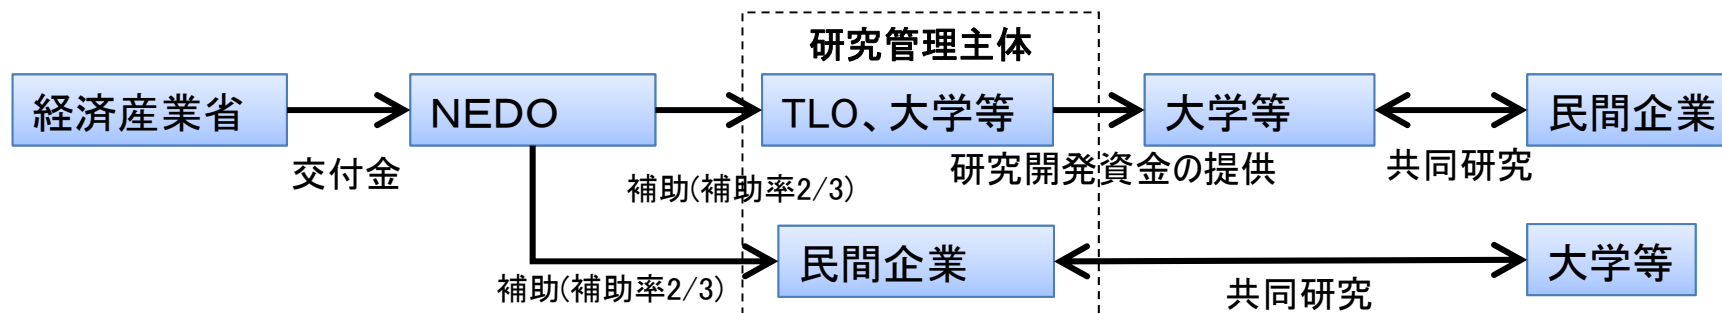 研究管理主体
経済産業省
NEDO
TLO、大学等
大学等
民間企業
交付金
補助(補助率2/3)
研究開発資金の提供
共同研究
民間企業
大学等
補助(補助率2/3)
共同研究